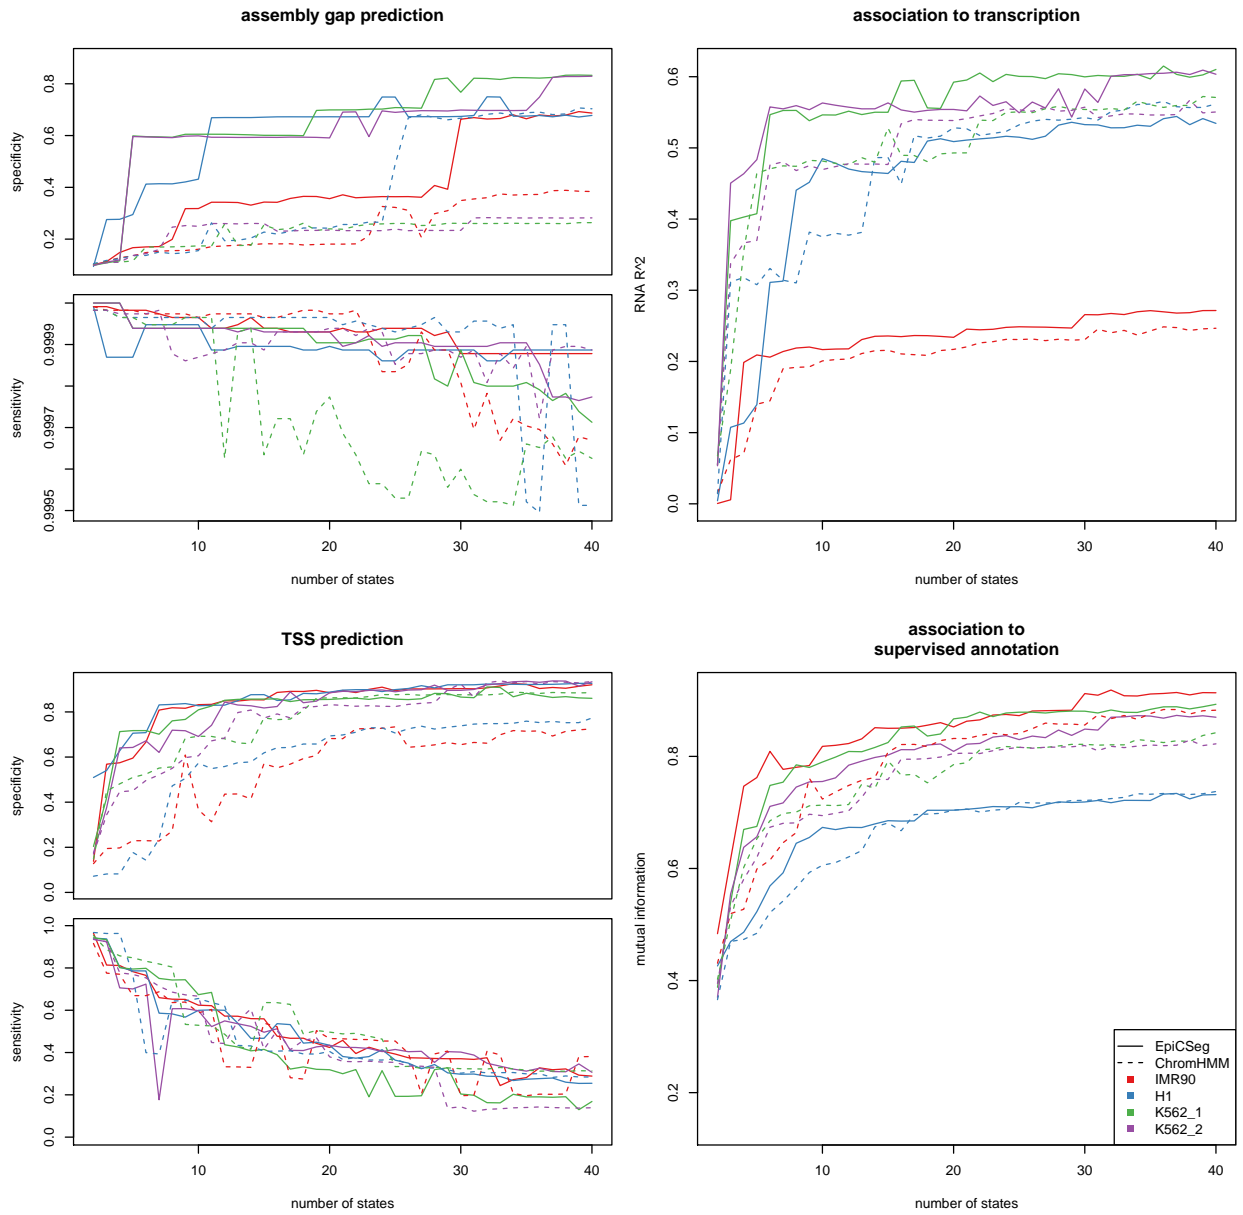 assembly gap prediction
specificity
0.2
0.4
0.6
0.8
sensitivity
0.9995
0.9997
0.9999
10
20
30
40
number of states
association to transcription
RNA R^2
0.0
0.1
0.2
0.3
0.4
0.5
0.6
10
20
30
40
number of states
TSS prediction
specificity
0.0
0.2
0.4
0.6
0.8
sensitivity
0.0
0.2
0.4
0.6
0.8
1.0
10
20
30
40
number of states
association to
supervised annotation
mutual information
0.2
0.4
0.6
0.8
EpiCSeg
ChromHMM
IMR90
H1
K562_1
K562_2
10
20
30
40
number of states